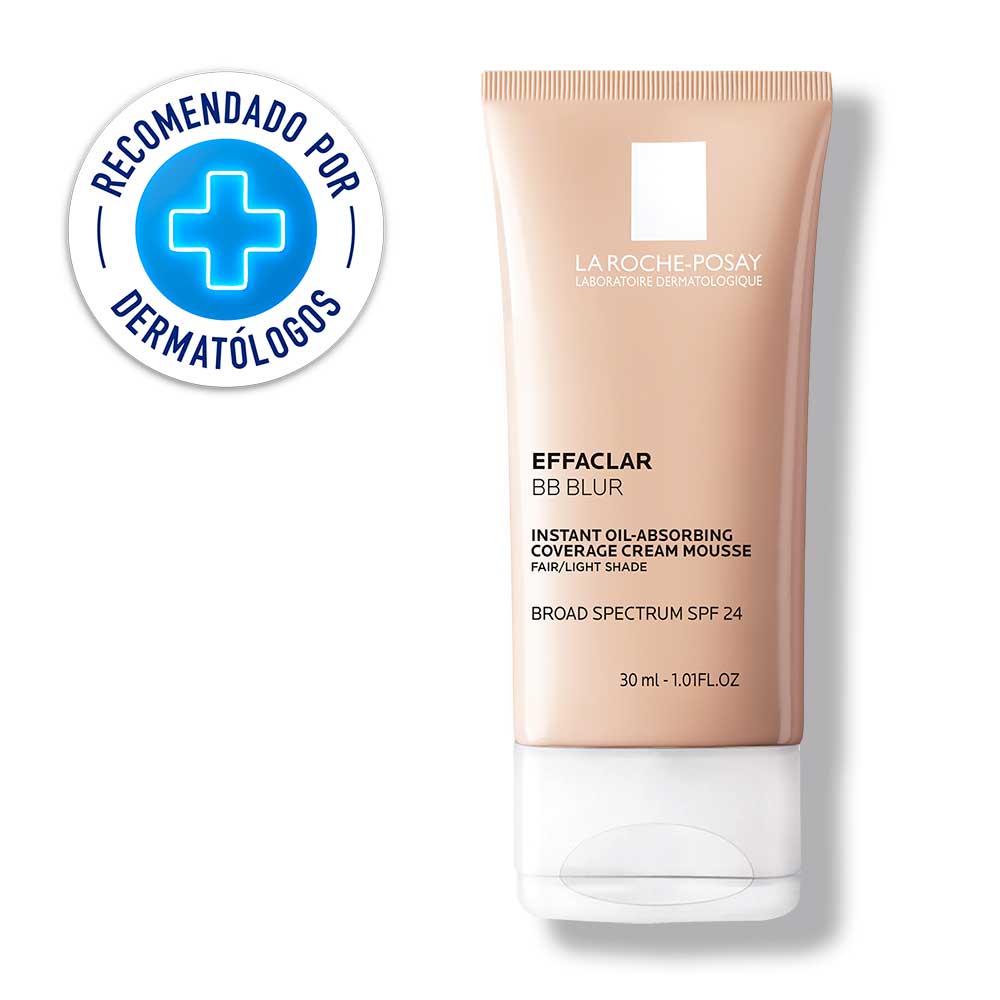 RECOMENDADO POR
DERMATÓLOGOS
LA ROCHE-POSAY
LABORATOIRE DERMATOLOGIQUE
EFFACLAR
BB BLUR
INSTANT OIL-ABSORBING
COVERAGE CREAM MOUSSE
FAIR/LIGHT SHADE
BROAD SPECTRUM SPF 24
30 ml - 1.01FL.OZ